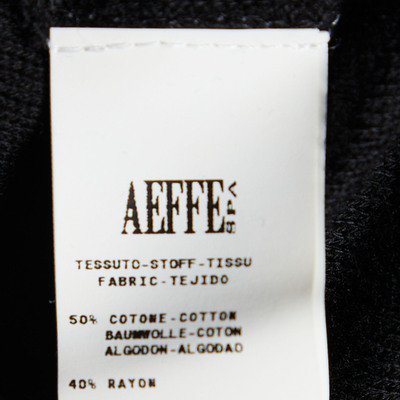 AEFFE SPA
TESSUTO-STOFF-TISSU
FABRIC-TEJIDO
50% COTONE-COTTON
BAUMWOLLE-COTON
ALGODON-ALGODAO
40% RAYON